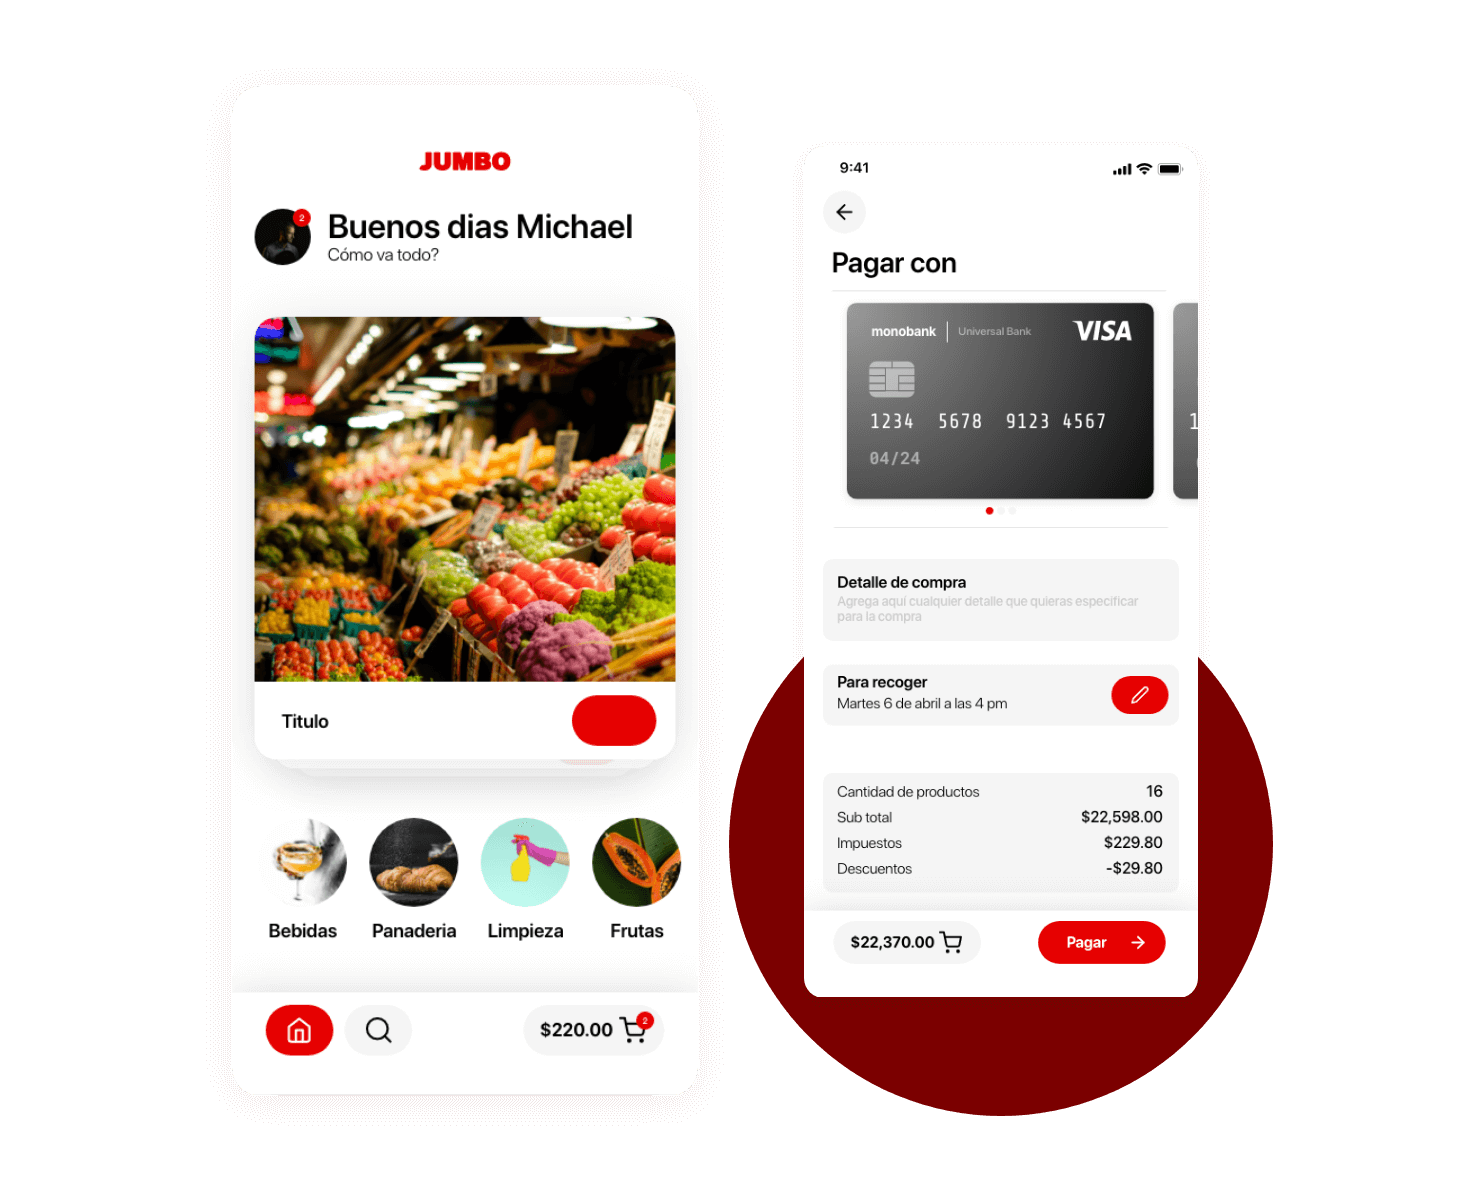 JUMBO
2
Buenos dias Michael
Cómo va todo?
Titulo
Bebidas
Panaderia
Limpieza
Frutas
$220.00
2
9:41
Pagar con
monobank
Universal Bank
VISA
1234 5678 9123 4567
04/24
Detalle de compra
Agrega aquí cualquier detalle que quieras especificar
para la compra
Para recoger
Martes 6 de abril a las 4 pm
Cantidad de productos 16
Sub total $22,598.00
Impuestos $229.80
Descuentos -$29.80
$22,370.00
Pagar